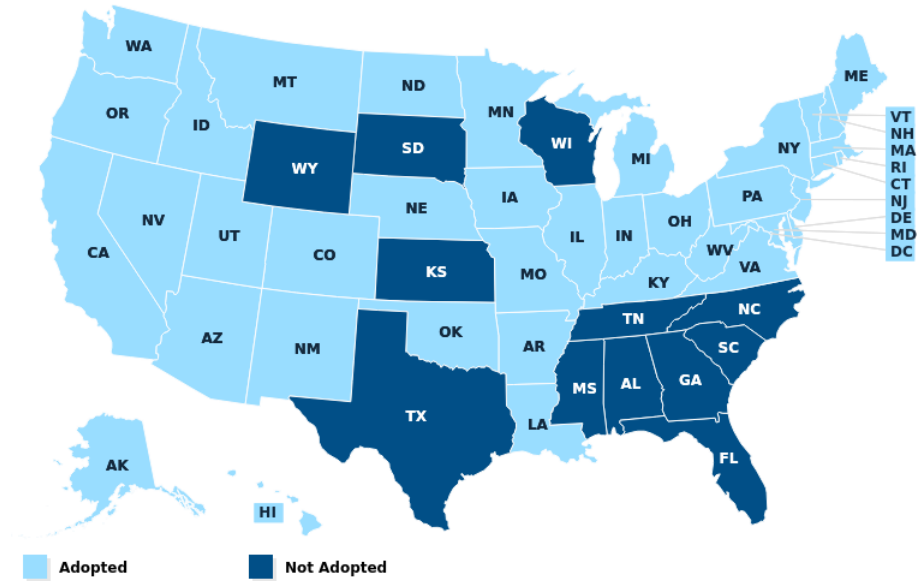 WA
ME
MT
ND
OR
MN
VT
ID
NH
WI
SD
NY
MA
MI
WY
RI
CT
PA
IA
NJ
NE
OH
DE
NV
IL
IN
UT
MD
WV
CA
CO
VA
DC
KS
MO
KY
NC
TN
OK
AZ
AR
SC
NM
GA
AL
MS
TX
LA
FL
AK
HI
Adopted
Not Adopted